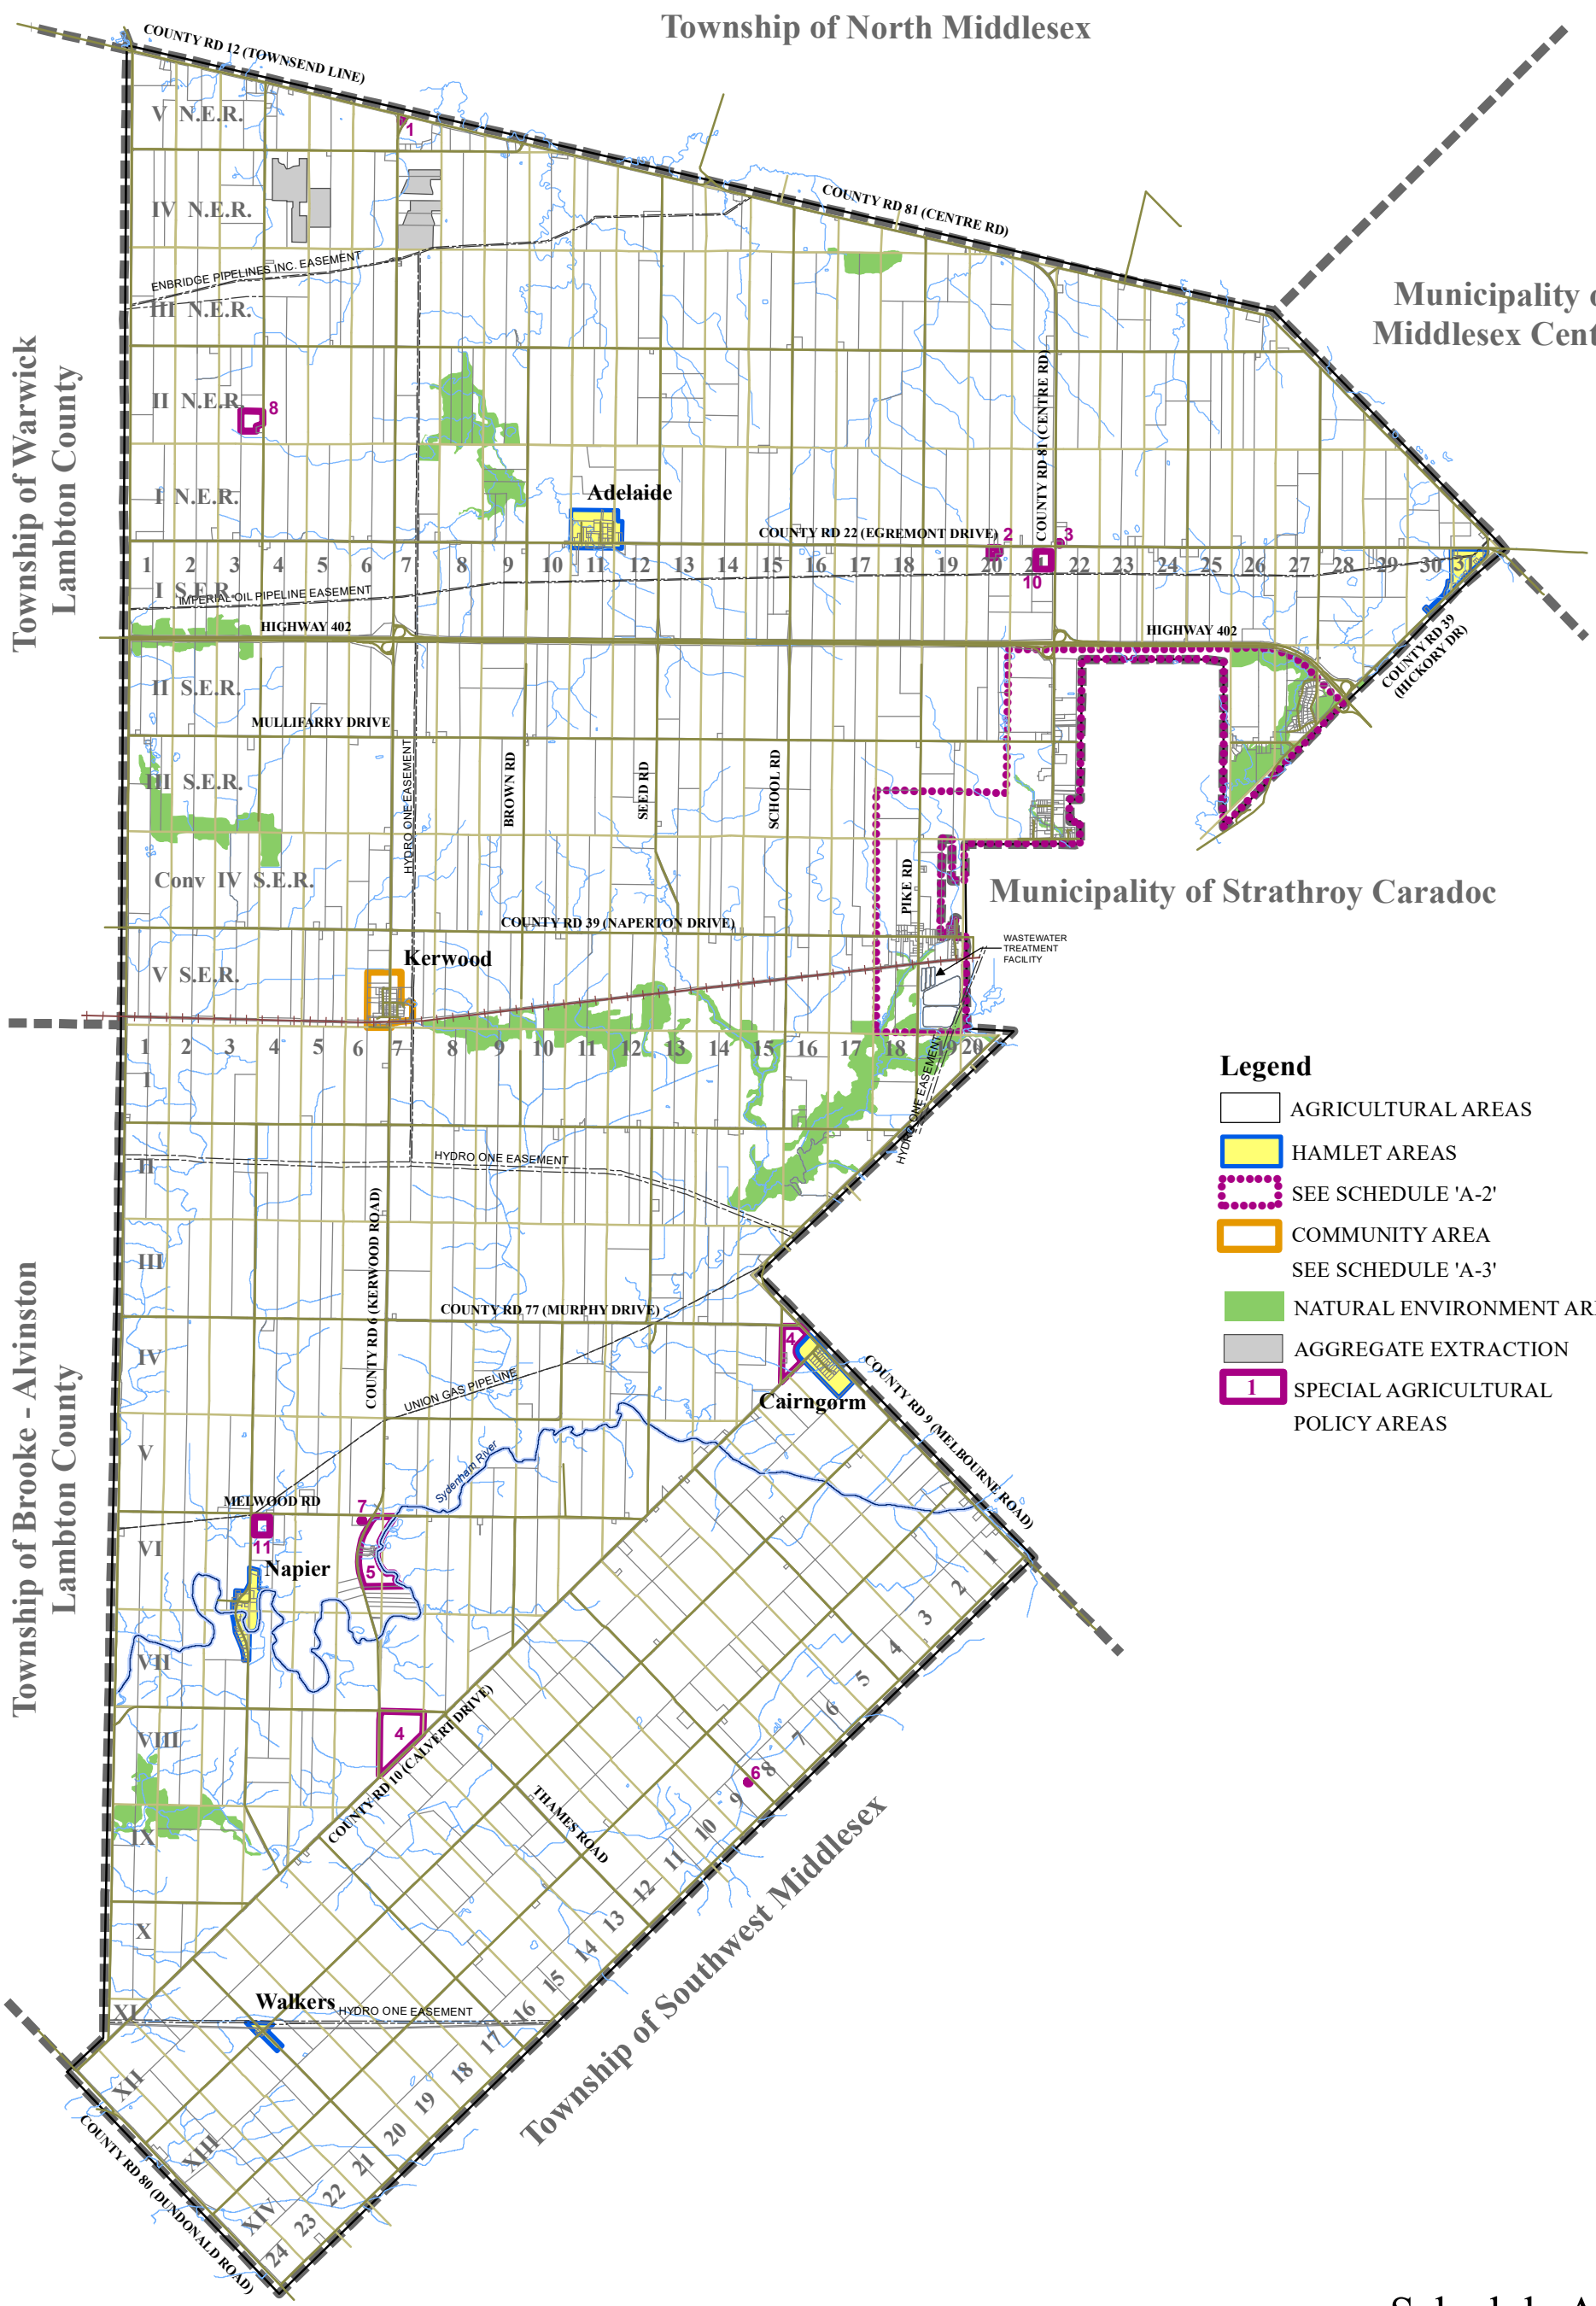 Township of North Middlesex
COUNTY RD 12 (TOWNSEND LINE)
V N.E.R.
1
IV N.E.R.
COUNTY RD 81 (CENTRE RD)
ENBRIDGE PIPELINES INC. EASEMENT
III N.E.R.
Municipality o
Middlesex Cent
Township of Warwick
Lambton County
II N.E.R.
8
COUNTY RD 81 (CENTRE RD)
I N.E.R.
Adelaide
COUNTY RD 22 (EGREMONT DRIVE)
2
3
1 2 3 4 5 6 7 8 9 10 11 12 13 14 15 16 17 18 19 20 21 22 23 24 25 26 27 28 29 30 31
10
I S.E.R.
IMPERIAL OIL PIPELINE EASEMENT
HIGHWAY 402
HIGHWAY 402
COUNTY RD 39
(HICKORY DR)
II S.E.R.
MULLIFARRY DRIVE
III S.E.R.
HYDRO ONE EASEMENT
BROWN RD
SEED RD
SCHOOL RD
PIKE RD
Conv IV S.E.R.
Municipality of Strathroy Caradoc
COUNTY RD 39 (NAPERTON DRIVE)
WASTEWATER
TREATMENT
FACILITY
Kerwood
V S.E.R.
1 2 3 4 5 6 7 8 9 10 11 12 13 14 15 16 17 18 19 20
I
HYDRO ONE EASEMENT
II
HYDRO ONE EASEMENT
Legend
AGRICULTURAL AREAS
HAMLET AREAS
SEE SCHEDULE 'A-2'
COMMUNITY AREA
SEE SCHEDULE 'A-3'
NATURAL ENVIRONMENT AR
AGGREGATE EXTRACTION
1
SPECIAL AGRICULTURAL
POLICY AREAS
Township of Brooke - Alvinston
Lambton County
III
COUNTY RD 6 (KERWOOD ROAD)
COUNTY RD 77 (MURPHY DRIVE)
IV
4
UNION GAS PIPELINE
Cairngorm
COUNTY RD 9 (MELBOURNE ROAD)
V
Sydenham River
MELWOOD RD
7
11
VI
Napier
5
VII
VIII
4
COUNTY RD 10 (CALVERT DRIVE)
THAMES ROAD
6
IX
X
XI
Walkers
HYDRO ONE EASEMENT
1
2
3
4
5
6
7
8
9
10
11
12
13
14
15
16
17
18
19
20
21
22
23
24
Township of Southwest Middlesex
XII
XIII
XIV
COUNTY RD 80 (DUNDONALD ROAD)